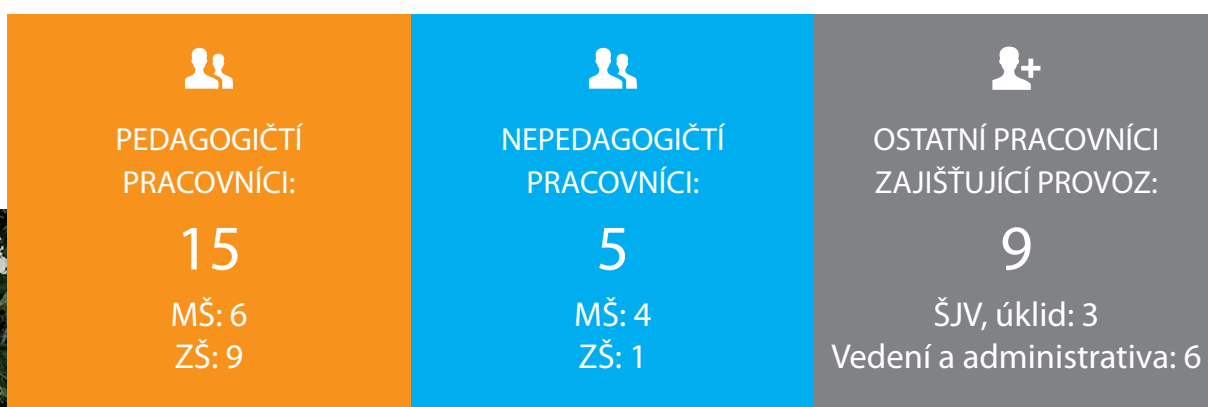 PEDAGOGIČTÍ
PRACOVNÍCI:
15
MŠ: 6
ZŠ: 9
NEPEDAGOGIČTÍ
PRACOVNÍCI:
5
MŠ: 4
ZŠ: 1
OSTATNÍ PRACOVNÍCI
ZAJIŠŤUJÍCÍ PROVOZ:
9
ŠJV, úklid: 3
Vedení a administrativa: 6